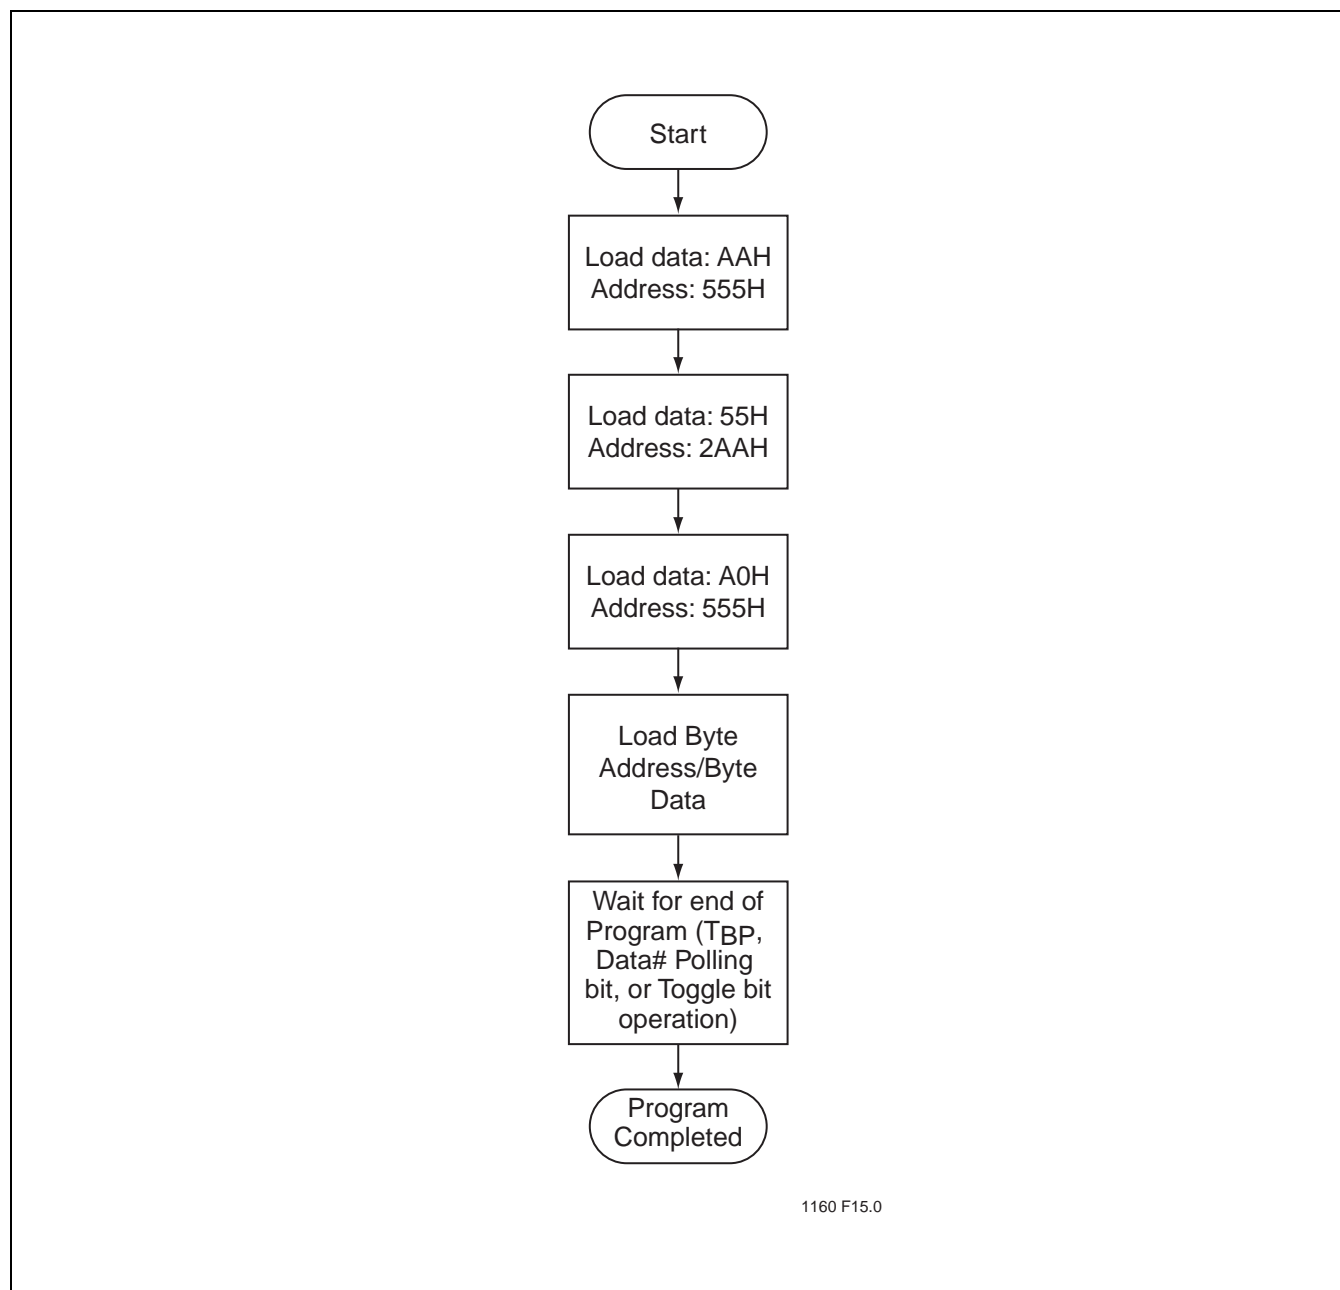 Start
Load data: AAH
Address: 555H
Load data: 55H
Address: 2AAH
Load data: A0H
Address: 555H
Load Byte
Address/Byte
Data
Wait for end of
Program (TBP,
Data# Polling
bit, or Toggle bit
operation)
Program
Completed
1160 F15.0